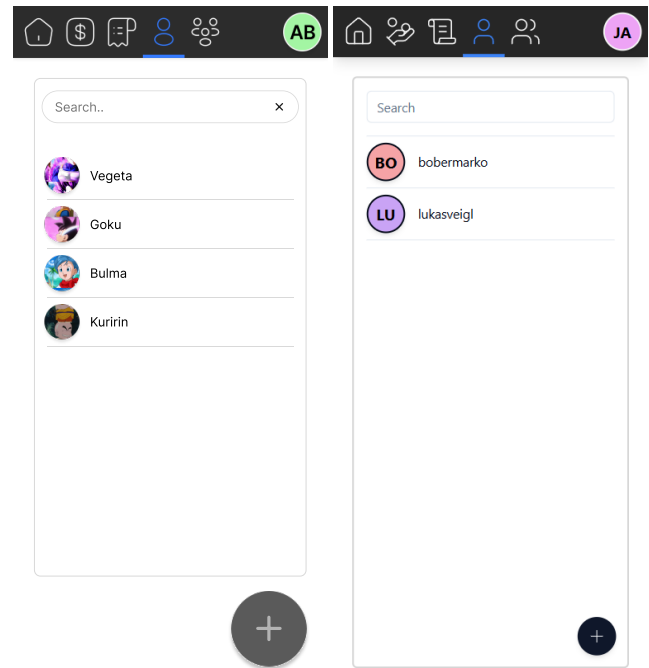 AB
Search..
Vegeta
Goku
Bulma
Kuririn
JA
Search
BO
bobermarko
LU
lukasveigl